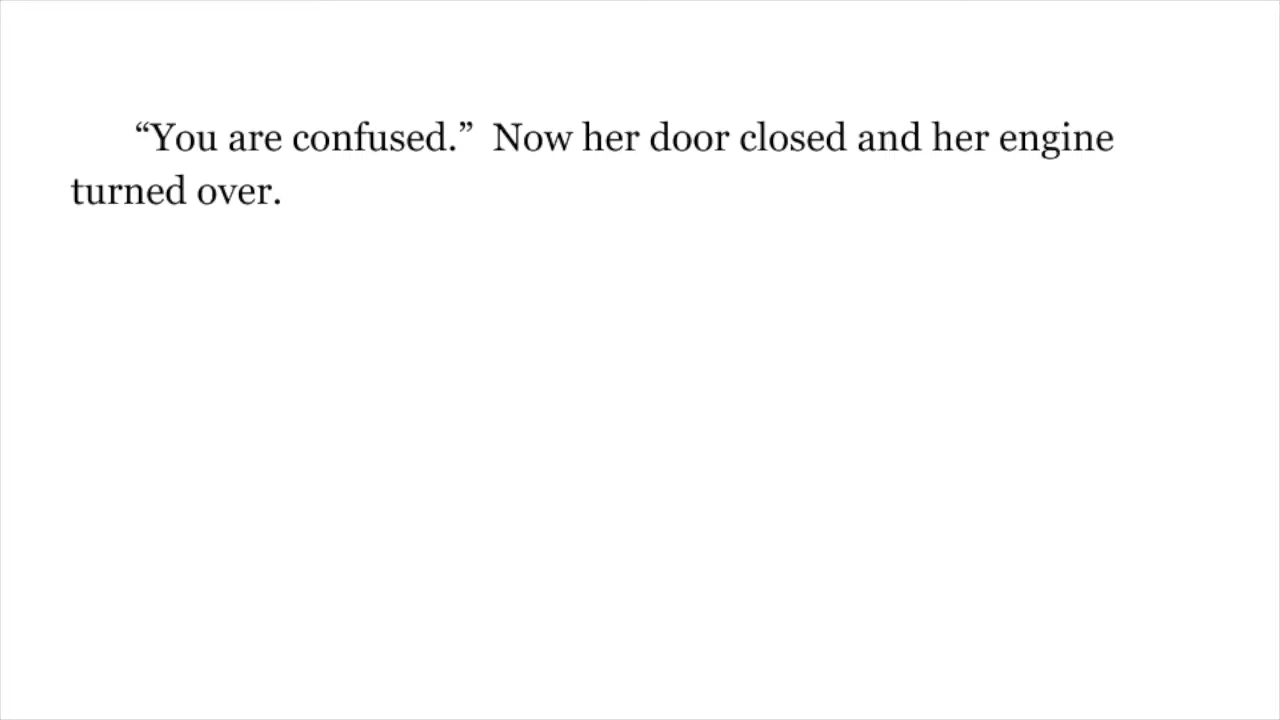 “You are confused.”  Now her door closed and her engine
turned over.